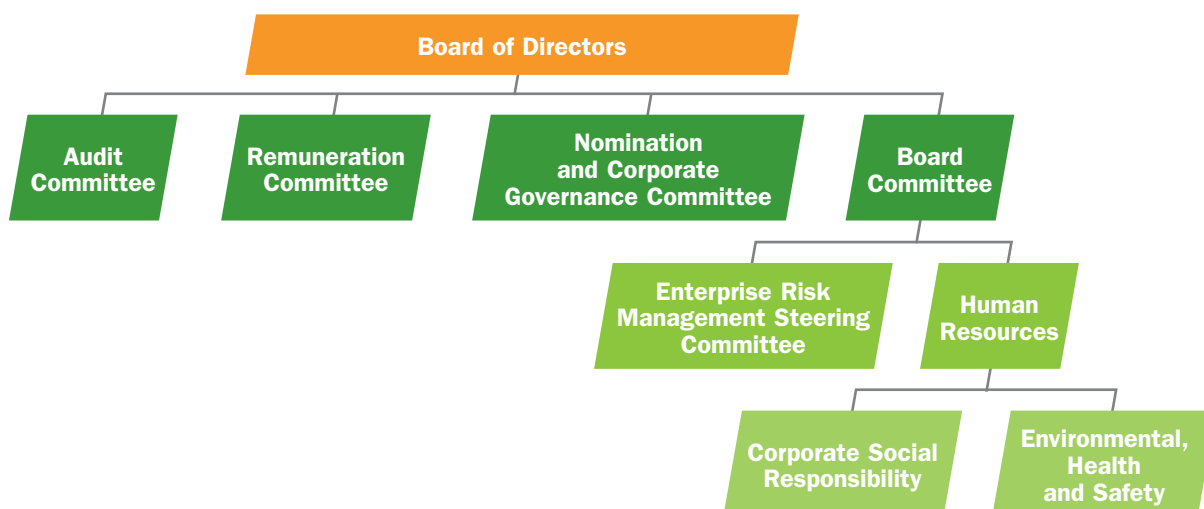 Board of Directors
Audit
Committee
Remuneration
Committee
Nomination
and Corporate
Governance Committee
Board
Committee
Enterprise Risk
Management Steering
Committee
Human
Resources
Corporate Social
Responsibility
Environmental,
Health
and Safety